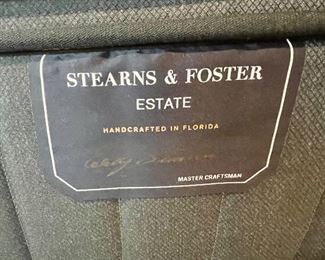 STEARNS & FOSTER
ESTATE
HANDCRAFTED IN FLORIDA
MASTER CRAFTSMAN